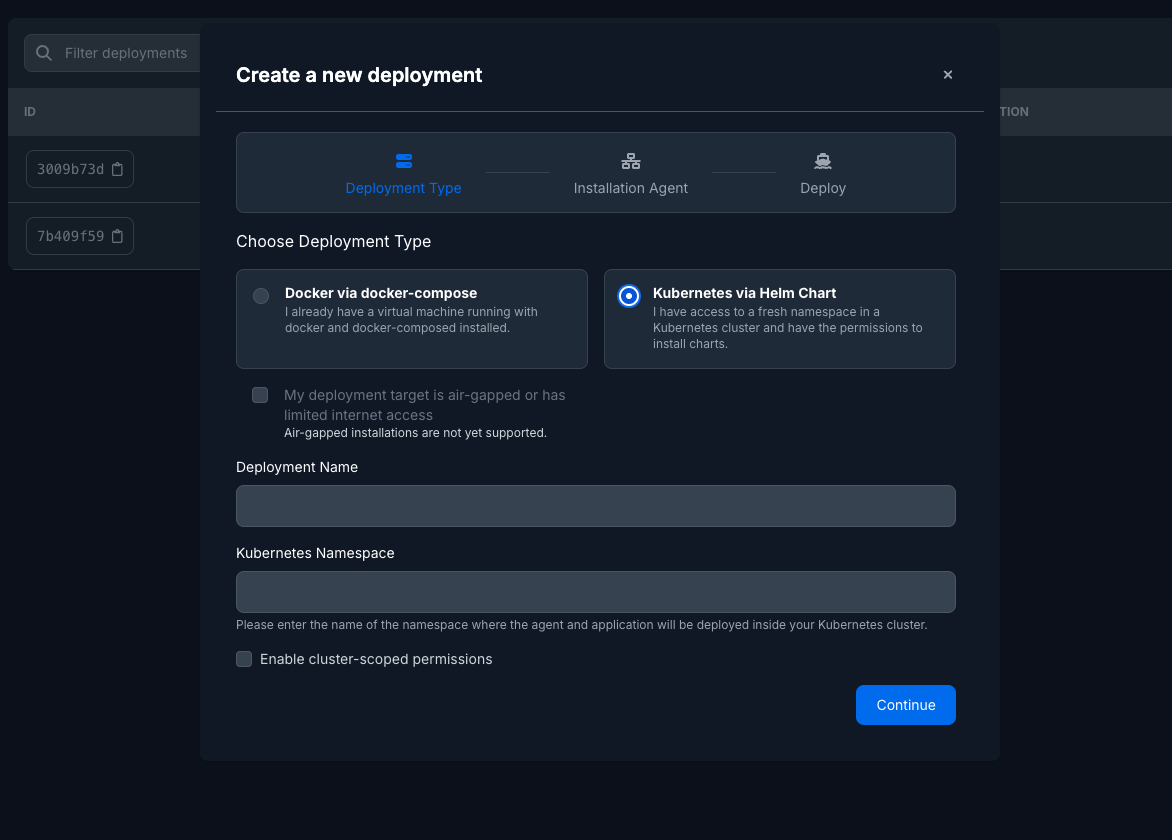 Filter deployments
Create a new deployment
ID
TION
3009b73d
7b409f59
Deployment Type
Installation Agent
Deploy
Choose Deployment Type
Docker via docker-compose
I already have a virtual machine running with
docker and docker-composed installed.
Kubernetes via Helm Chart
I have access to a fresh namespace in a
Kubernetes cluster and have the permissions to
install charts.
My deployment target is air-gapped or has
limited internet access
Air-gapped installations are not yet supported.
Deployment Name
Kubernetes Namespace
Please enter the name of the namespace where the agent and application will be deployed inside your Kubernetes cluster.
Enable cluster-scoped permissions
Continue